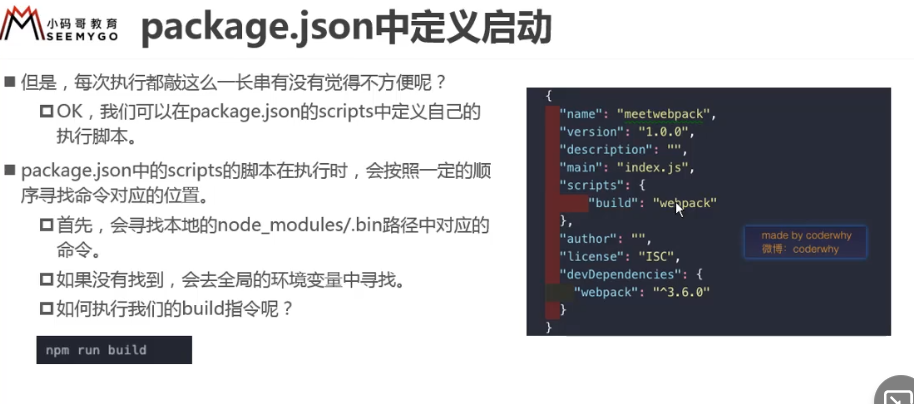 小码哥教育
SEEMYGO
package.json中定义启动
但是，每次执行都敲这么一长串有没有觉得不方便呢？
OK，我们可以在package.json的scripts中定义自己的
执行脚本。
package.json中的scripts的脚本在执行时，会按照一定的顺
序寻找命令对应的位置。
首先，会寻找本地的node_modules/.bin路径中对应的
命令。
如果没有找到，会去全局的环境变量中寻找。
如何执行我们的build指令呢？
npm run build
{
"name": "meetwebpack",
"version": "1.0.0",
"description": "",
"main": "index.js",
"scripts": {
"build": "webpack"
},
"author": "",
"license": "ISC",
"devDependencies": {
"webpack": "^3.6.0"
}
}
made by coderwhy
微博：coderwhy